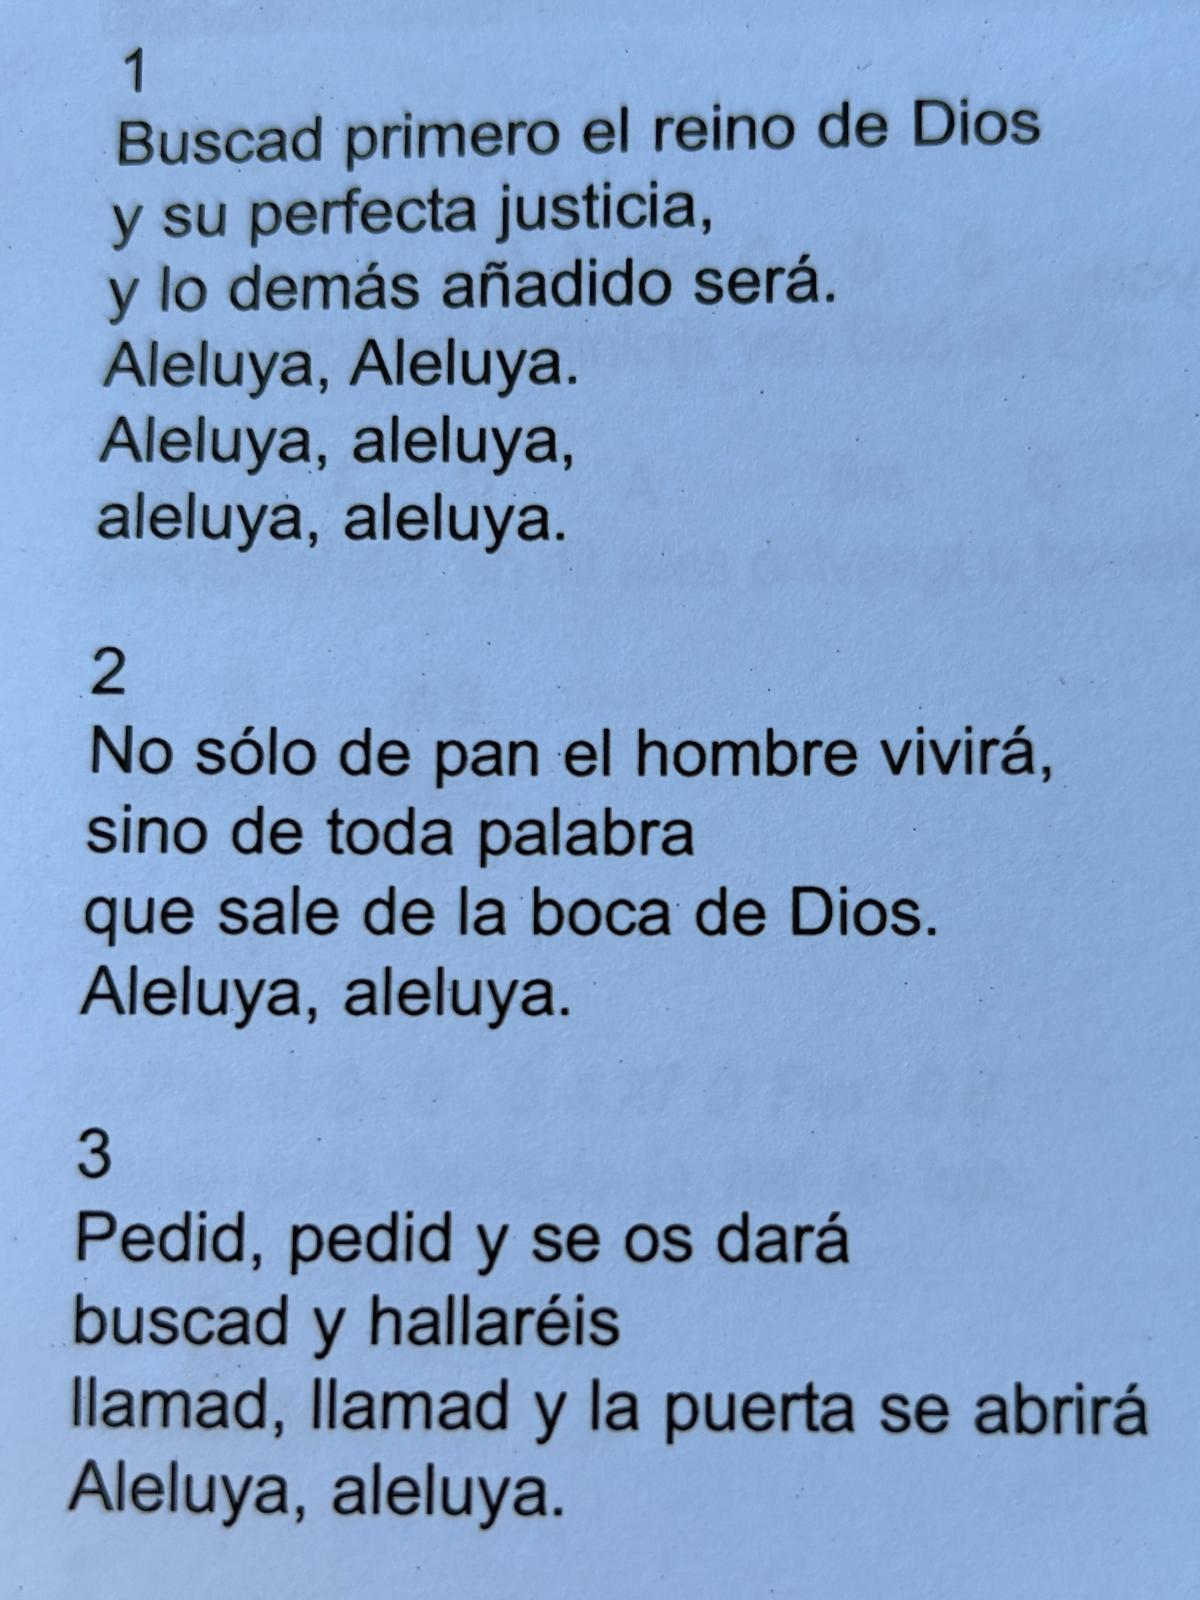 1
Buscad primero el reino de Dios
y su perfecta justicia,
y lo demás añadido será.
Aleluya, Aleluya.
Aleluya, aleluya,
aleluya, aleluya.
2
No sólo de pan el hombre vivirá,
sino de toda palabra
que sale de la boca de Dios.
Aleluya, aleluya.
3
Pedid, pedid y se os dará
buscad y hallaréis
llamad, llamad y la puerta se abrirá
Aleluya, aleluya.